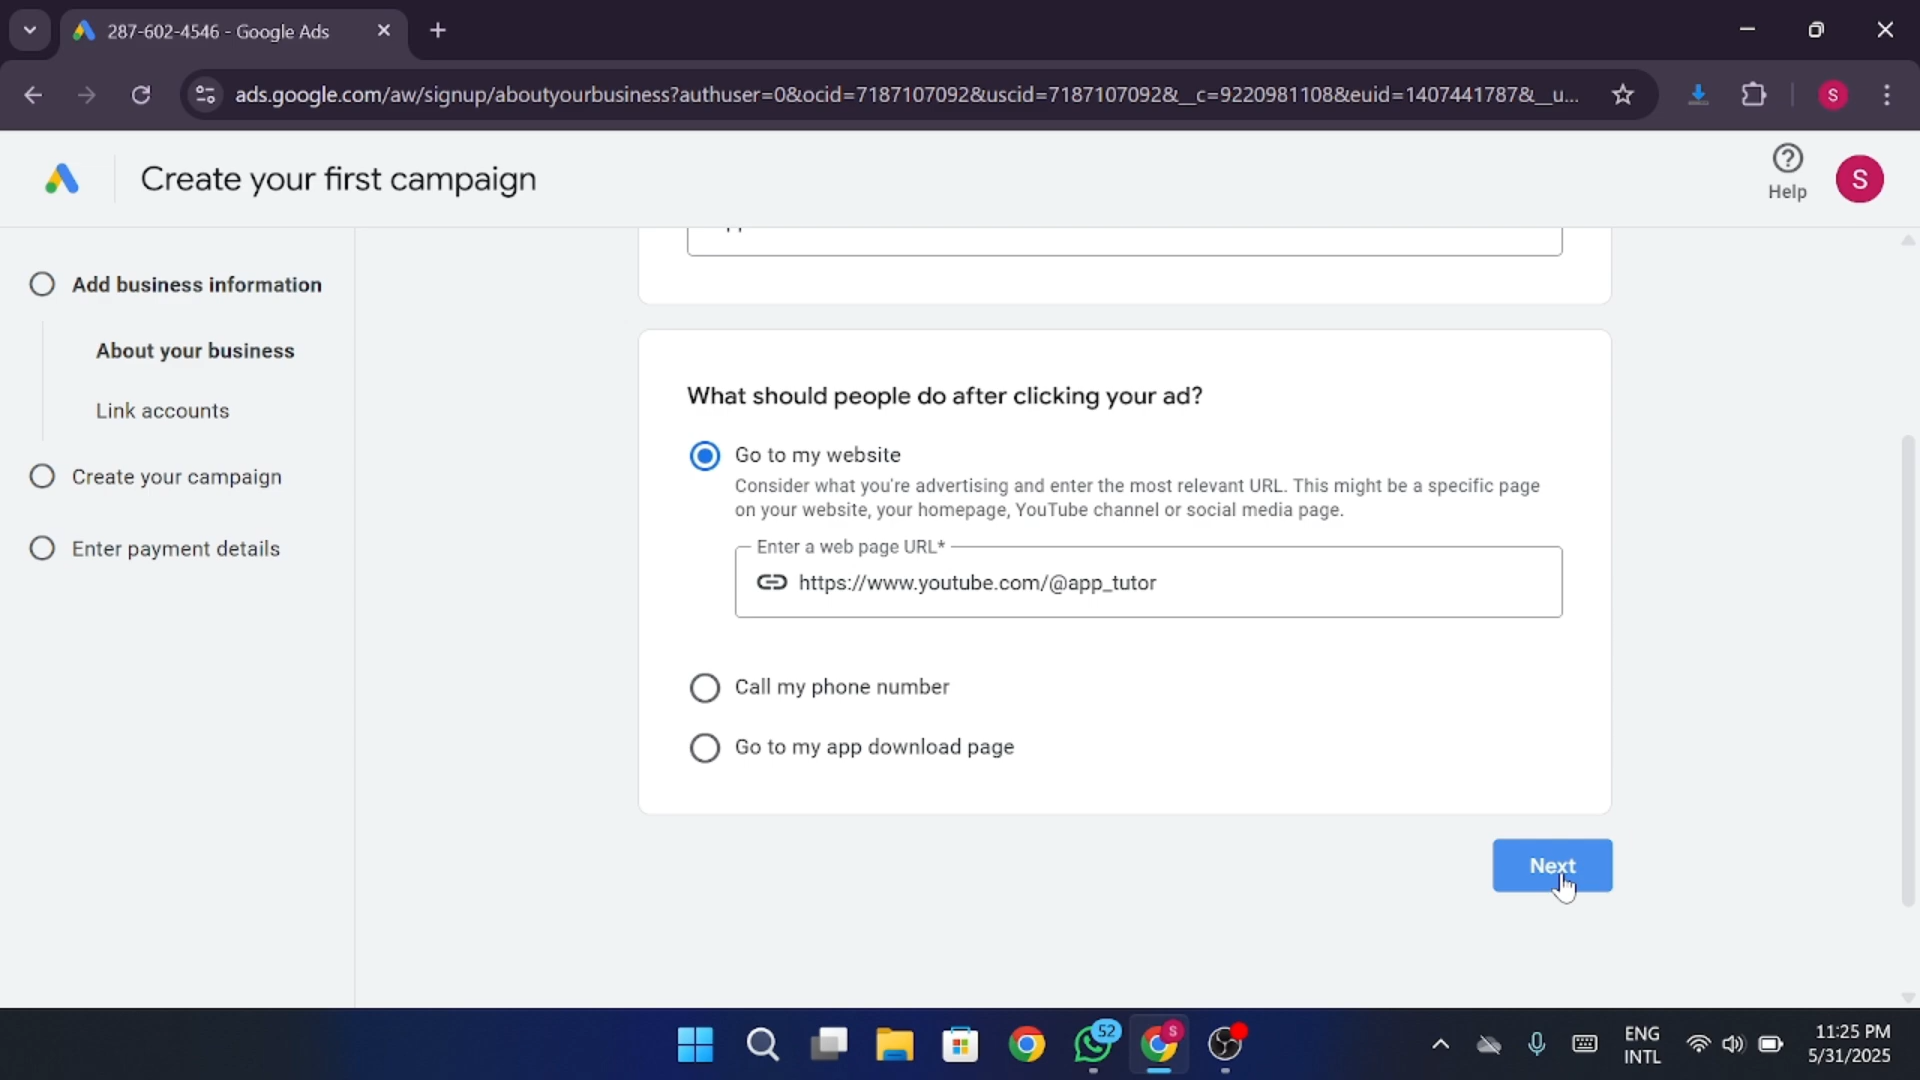 287-602-4546 - Google Ads
ads.google.com/aw/signup/aboutyourbusiness?authuser=0&ocid=7187107092&uscid=7187107092&__c=9220981108&euid=1407441787&__u...
S
Create your first campaign
Help
S
Add business information
About your business
Link accounts
Create your campaign
Enter payment details
What should people do after clicking your ad?
Go to my website
Consider what you're advertising and enter the most relevant URL. This might be a specific page
on your website, your homepage, YouTube channel or social media page.
Enter a web page URL*
https://www.youtube.com/@app_tutor
Call my phone number
Go to my app download page
Next
52
S
ENG
INTL
11:25 PM
5/31/2025